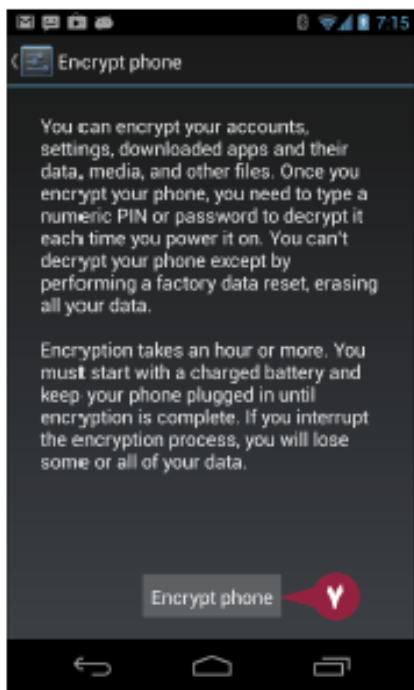 7:15
Encrypt phone
You can encrypt your accounts,
settings, downloaded apps and their
data, media, and other files. Once you
encrypt your phone, you need to type a
numeric PIN or password to decrypt it
each time you power it on. You can't
decrypt your phone except by
performing a factory data reset, erasing
all your data.
Encryption takes an hour or more. You
must start with a charged battery and
keep your phone plugged in until
encryption is complete. If you interrupt
the encryption process, you will lose
some or all of your data.
Encrypt phone
۷